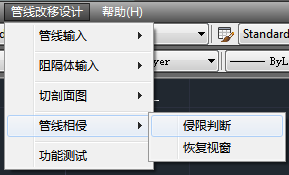 管线改移设计 帮助(H)
管线输入
Standard
阻隔体输入
yer
ByL
切剖面图
管线相侵
侵限判断
恢复视窗
功能测试